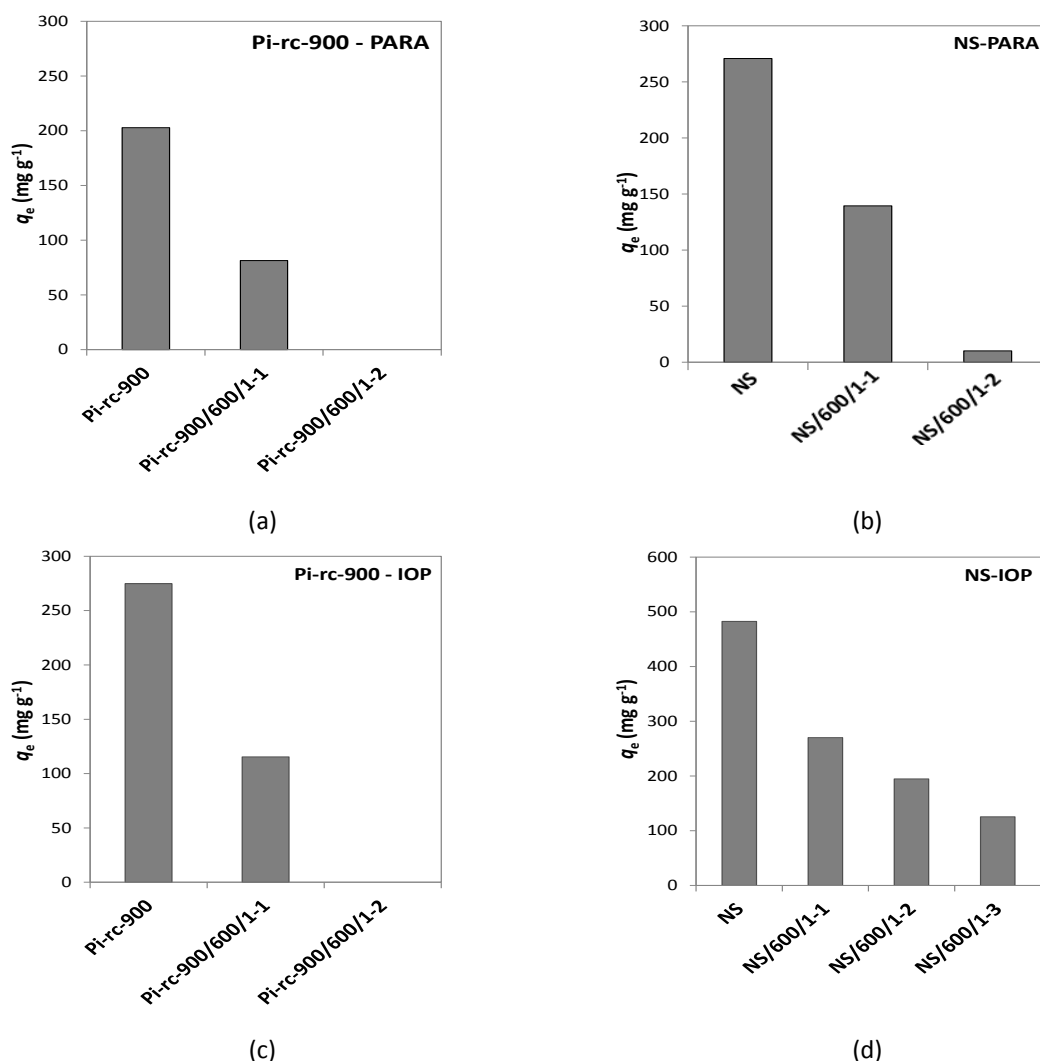 Pi-rc-900 - PARA
300
250
200
150
100
50
0
qe (mg g-1)
Pi-rc-900
Pi-rc-900/600/1-1
Pi-rc-900/600/1-2
(a)
NS-PARA
300
250
200
150
100
50
0
qe (mg g-1)
NS
NS/600/1-1
NS/600/1-2
(b)
Pi-rc-900 - IOP
300
250
200
150
100
50
0
qe (mg g-1)
Pi-rc-900
Pi-rc-900/600/1-1
Pi-rc-900/600/1-2
(c)
NS-IOP
600
500
400
300
200
100
0
qe (mg g-1)
NS
NS/600/1-1
NS/600/1-2
NS/600/1-3
(d)